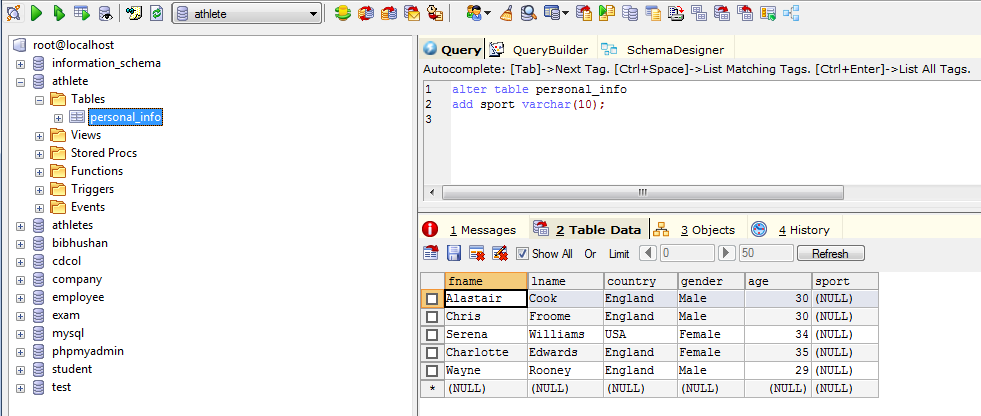 athlete
root@localhost
information_schema
athlete
Tables
personal_info
Views
Stored Procs
Functions
Triggers
Events
athletes
bibhushan
cdcol
company
employee
exam
mysql
phpmyadmin
student
test
Query QueryBuilder SchemaDesigner
Autocomplete: [Tab]->Next Tag. [Ctrl+Space]->List Matching Tags. [Ctrl+Enter]->List All Tags.
1 alter table personal_info
2 add sport varchar(10);
3
1 Messages 2 Table Data 3 Objects 4 History
Show All Or Limit 0 50 Refresh
fname lname country gender age sport
Alastair Cook England Male 30 (NULL)
Chris Froome England Male 30 (NULL)
Serena Williams USA Female 34 (NULL)
Charlotte Edwards England Female 35 (NULL)
Wayne Rooney England Male 29 (NULL)
* (NULL) (NULL) (NULL) (NULL) (NULL) (NULL)